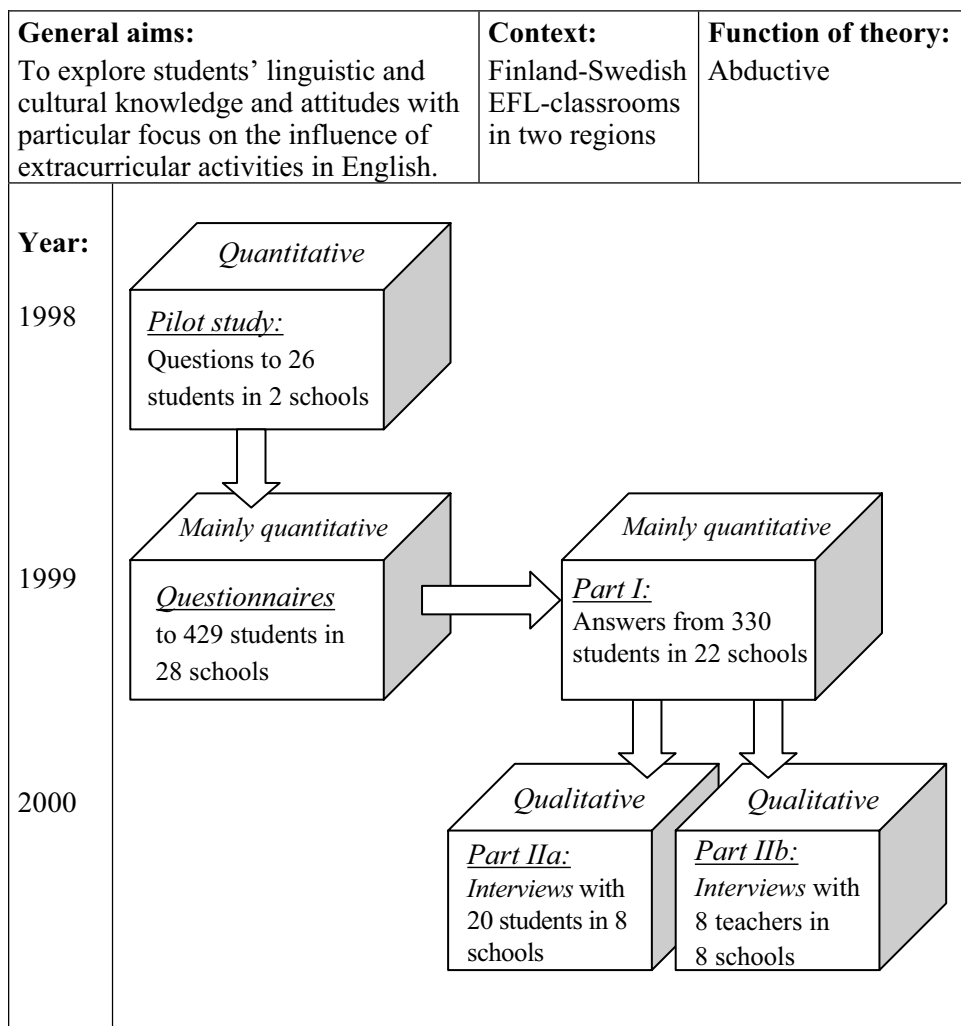 General aims:
To explore students' linguistic and
cultural knowledge and attitudes with
particular focus on the influence of
extracurricular activities in English.
Context:
Finland-Swedish
EFL-classrooms
in two regions
Function of theory:
Abductive
Year:
1998
Quantitative
Pilot study:
Questions to 26
students in 2 schools
1999
Mainly quantitative
Questionnaires
to 429 students in
28 schools
Mainly quantitative
Part I:
Answers from 330
students in 22 schools
2000
Qualitative
Part IIa:
Interviews with
20 students in 8
schools
Qualitative
Part IIb:
Interviews with
8 teachers in
8 schools